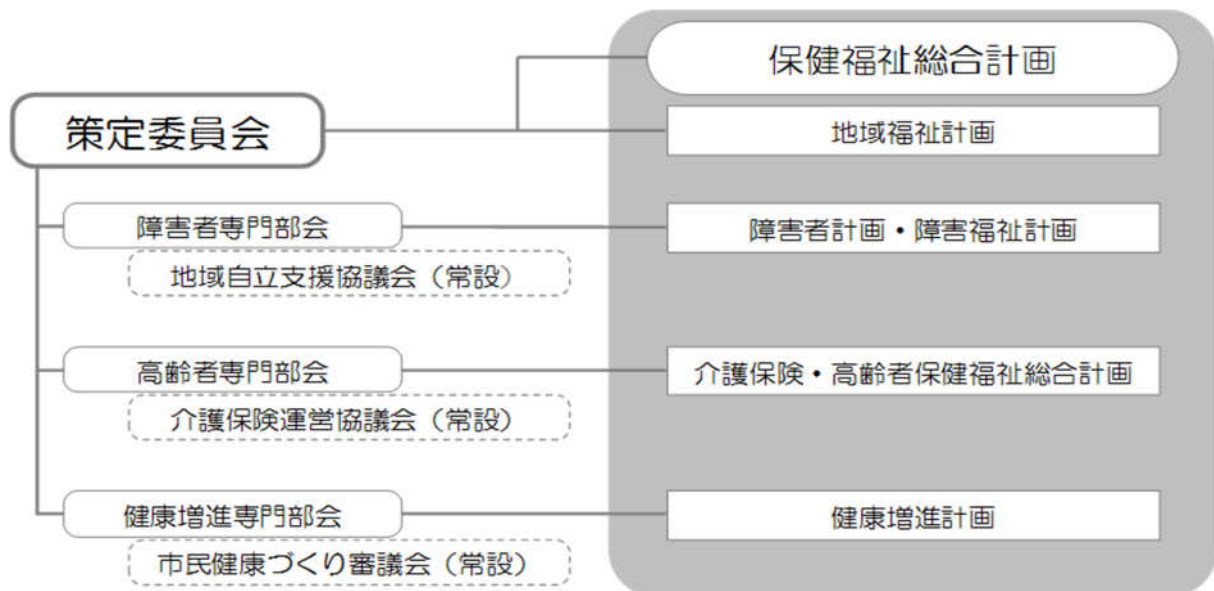 保健福祉総合計画
策定委員会
地域福祉計画
障害者専門部会
障害者計画・障害福祉計画
地域自立支援協議会（常設）
高齢者専門部会
介護保険・高齢者保健福祉総合計画
介護保険運営協議会（常設）
健康増進専門部会
健康増進計画
市民健康づくり審議会（常設）